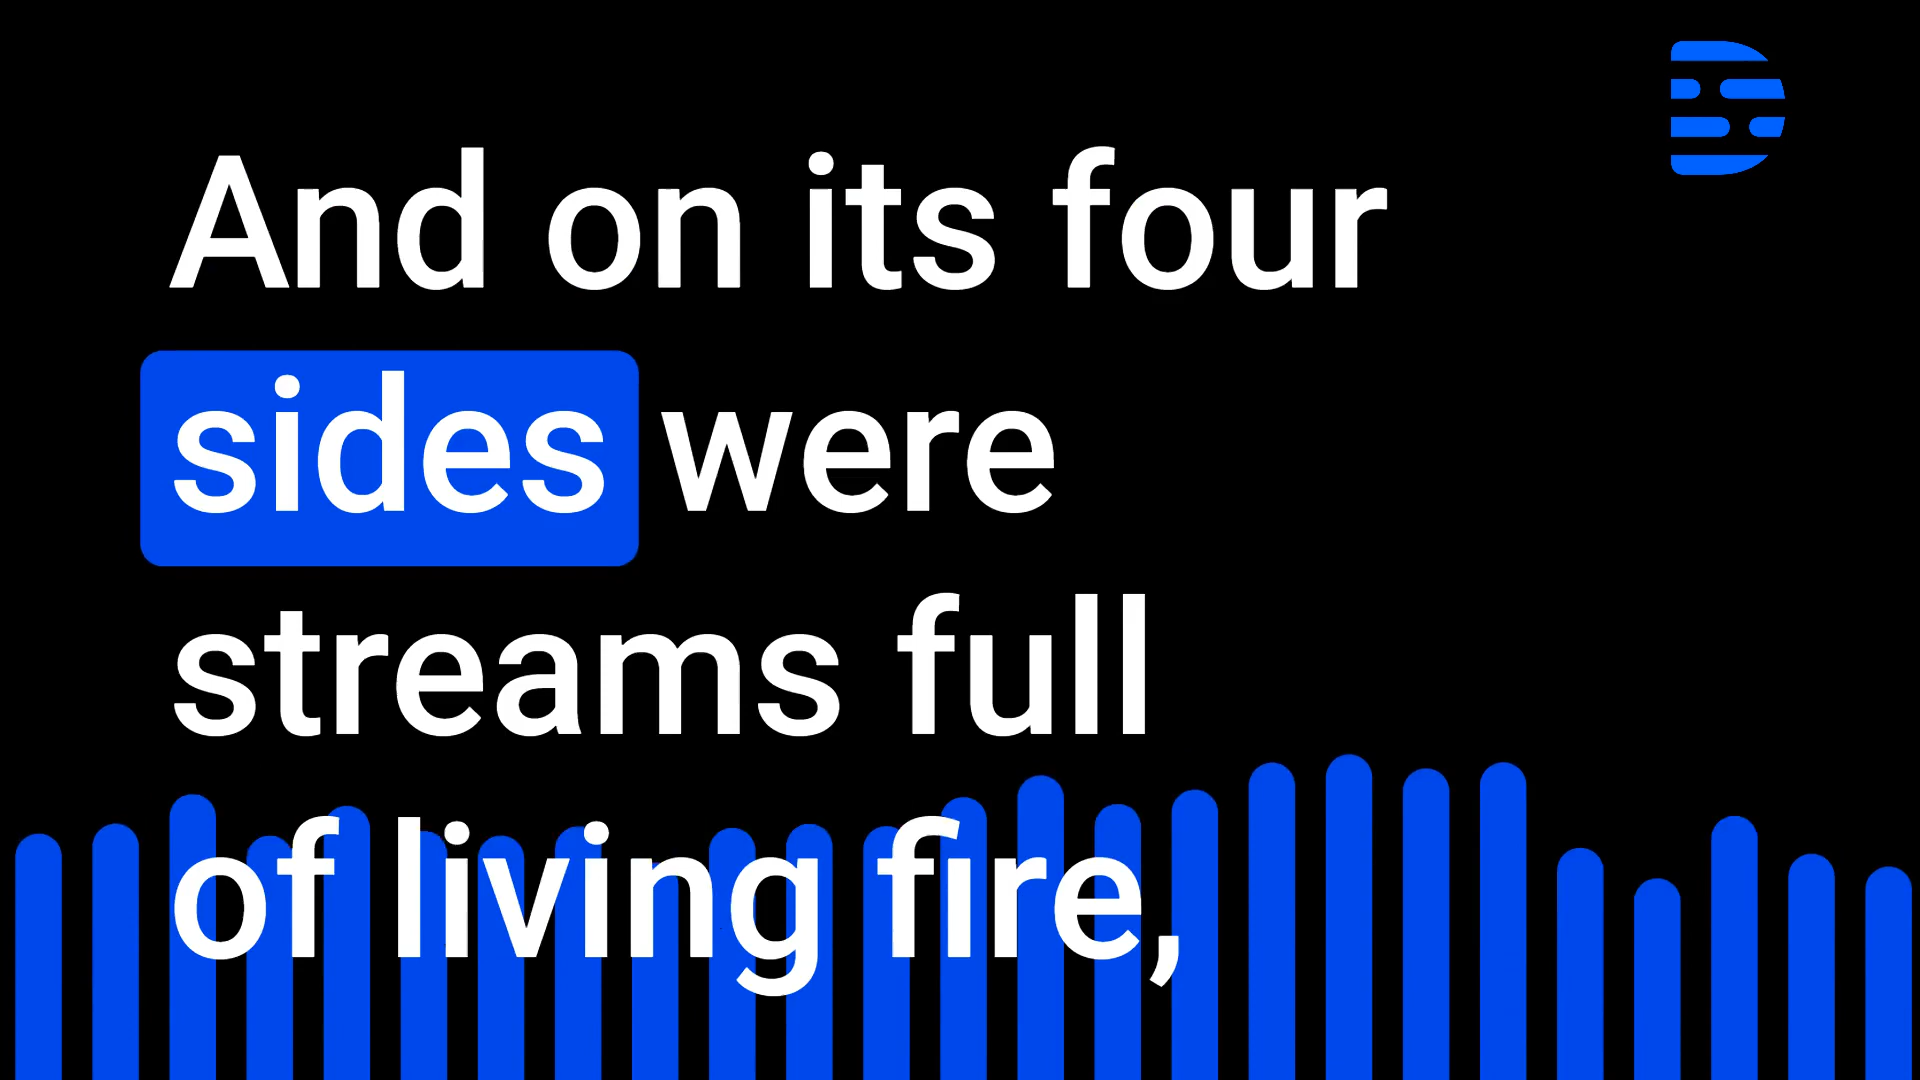 And on its four
sides were
streams full
of living fire,